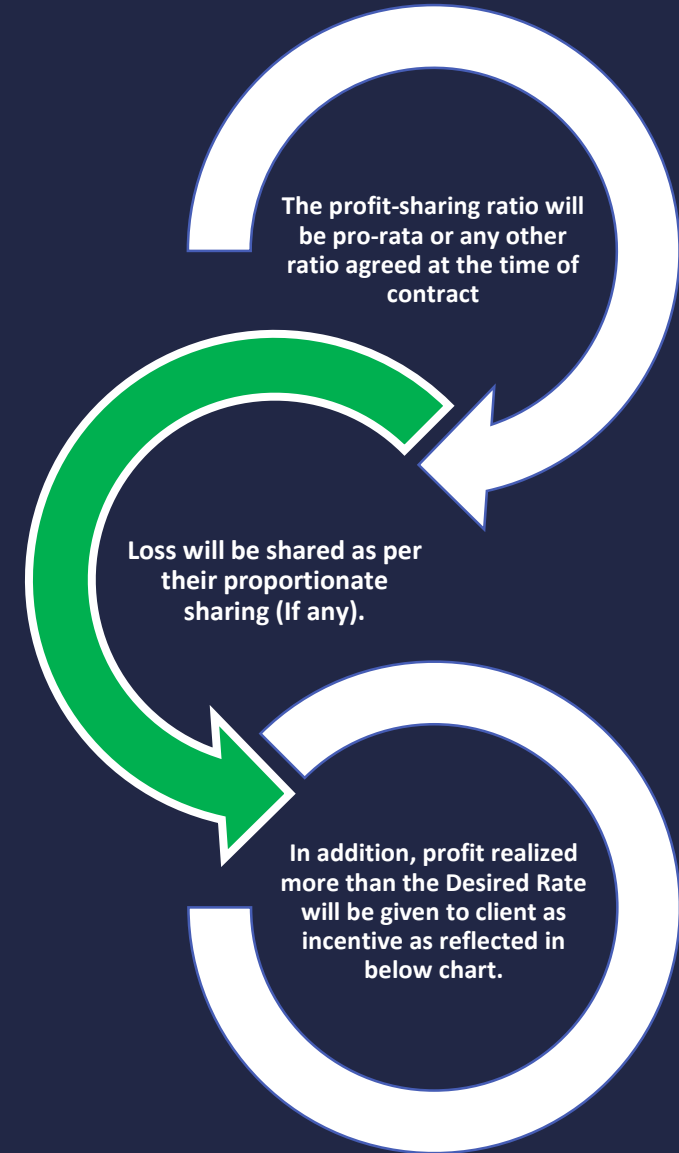 The profit-sharing ratio will
be pro-rata or any other
ratio agreed at the time of
contract
Loss will be shared as per
their proportionate
sharing (If any).
In addition, profit realized
more than the Desired Rate
will be given to client as
incentive as reflected in
below chart.